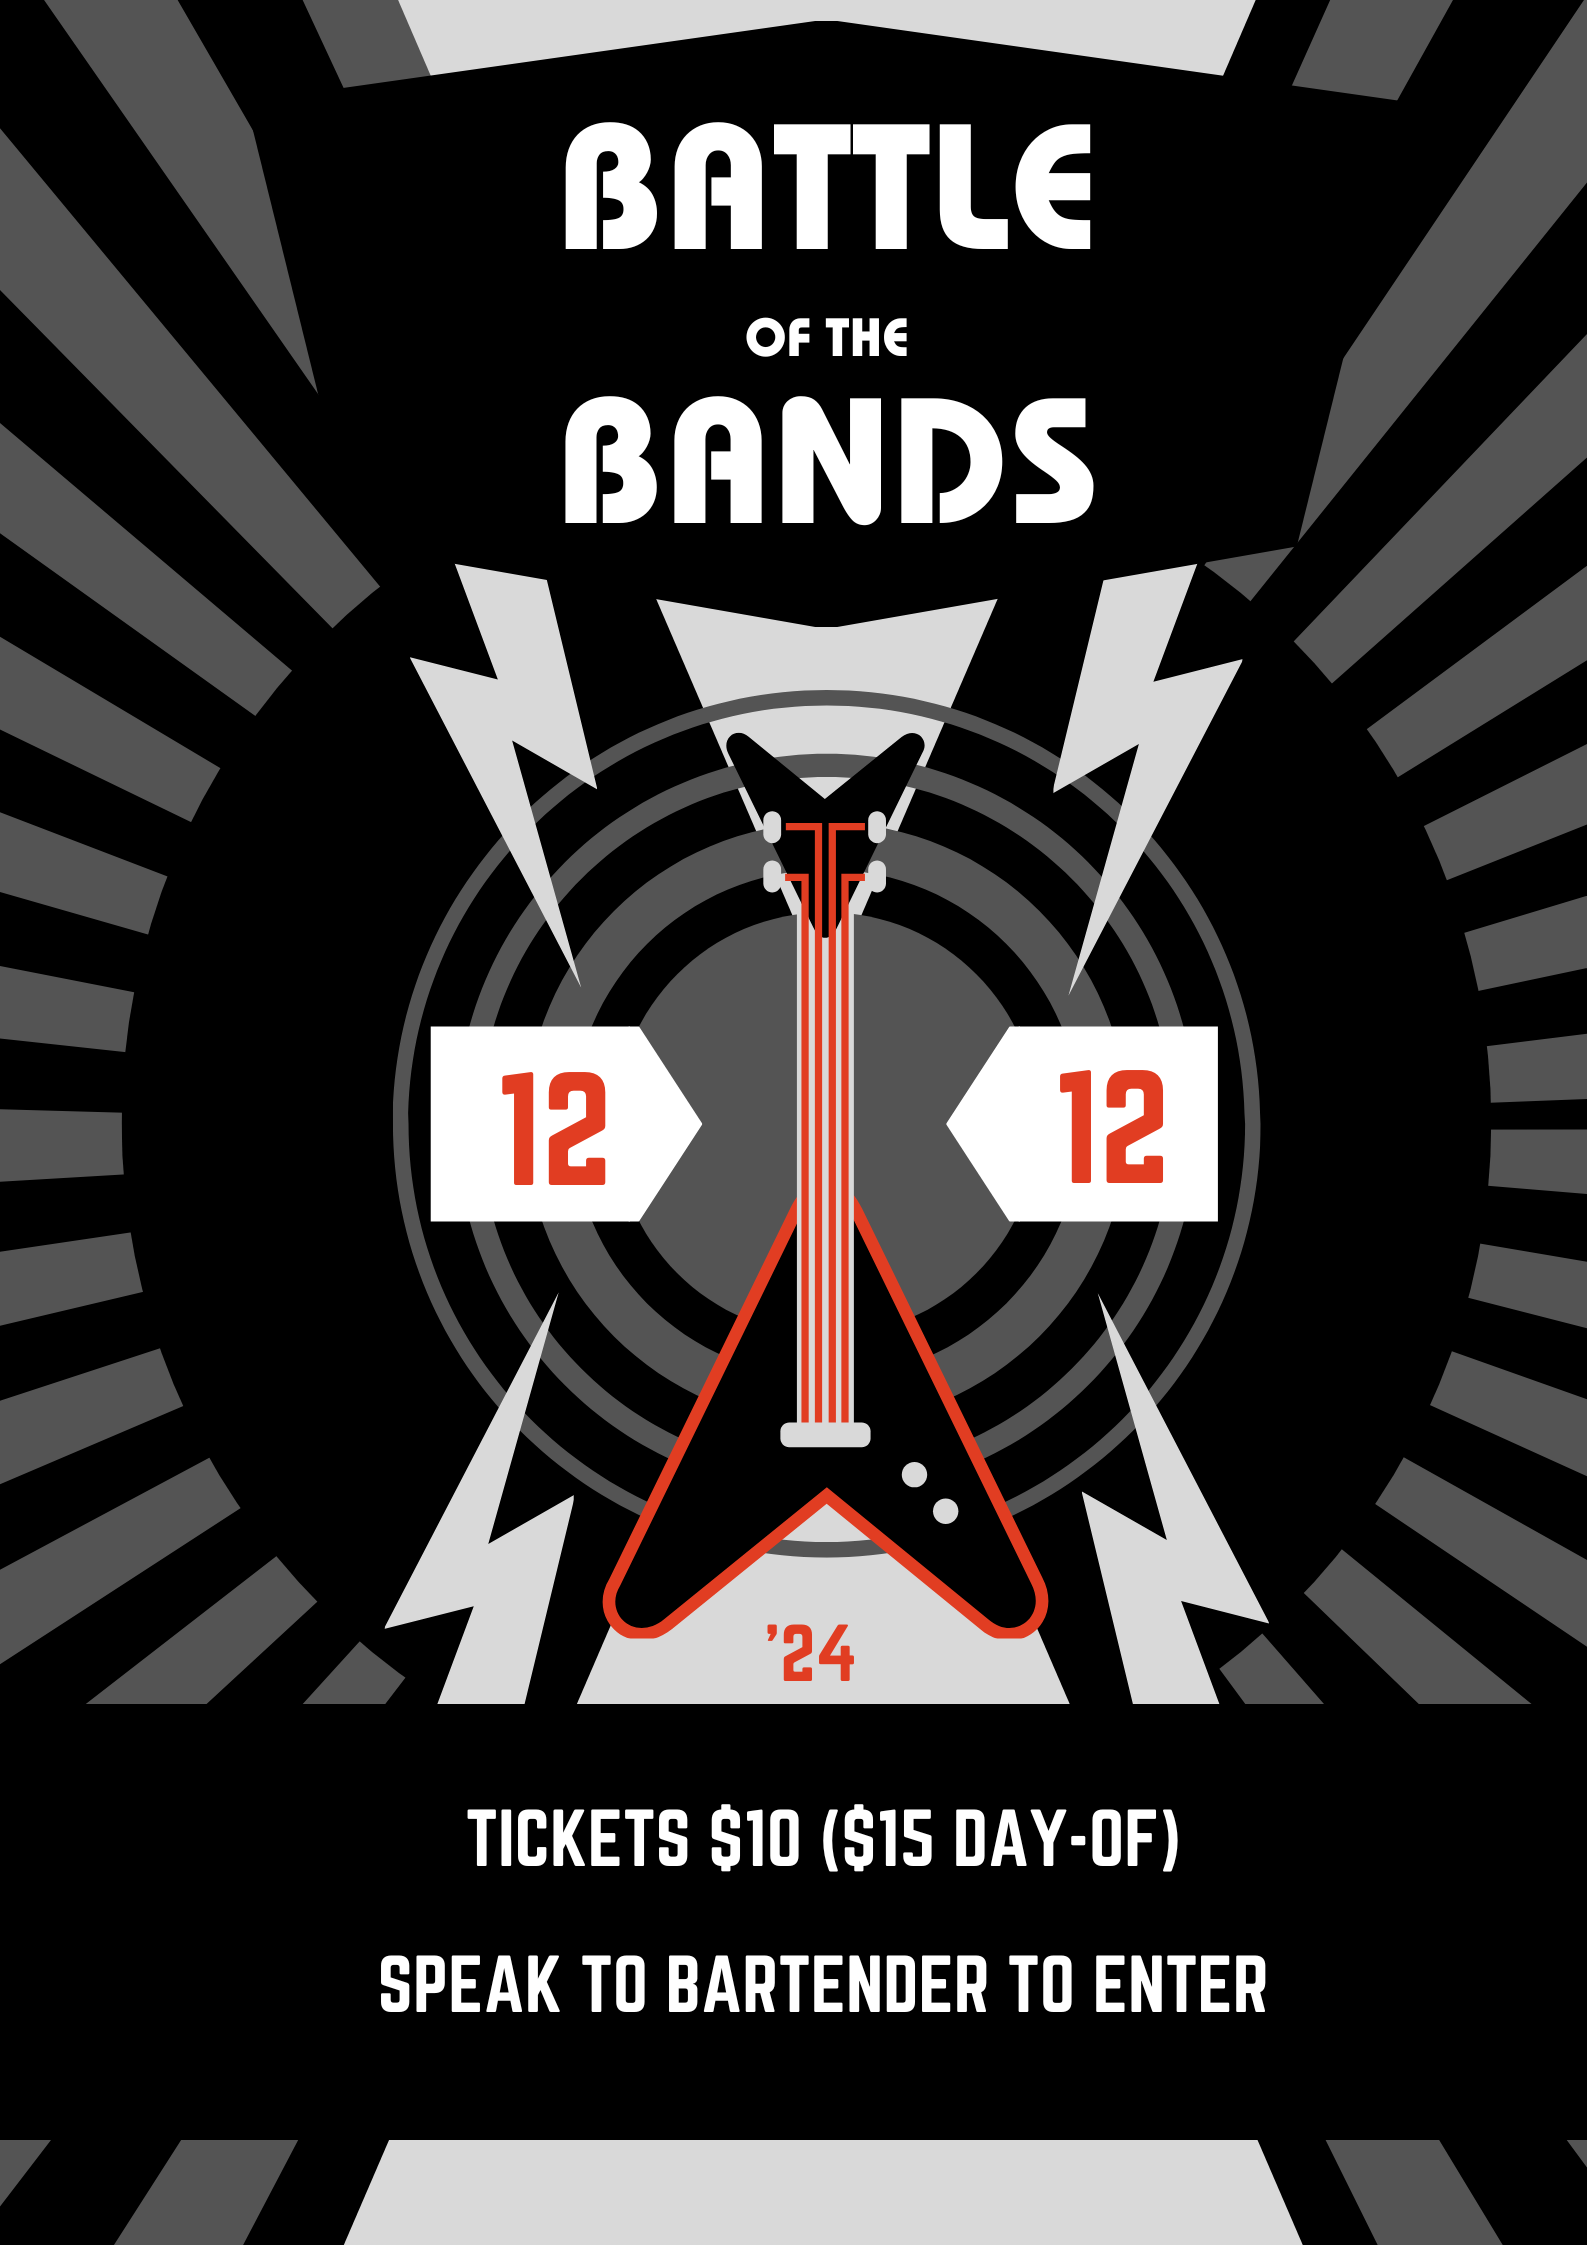 BATTLE
OF THE
BANDS
12 12
’24
TICKETS $10 ($15 DAY-OF)
SPEAK TO BARTENDER TO ENTER